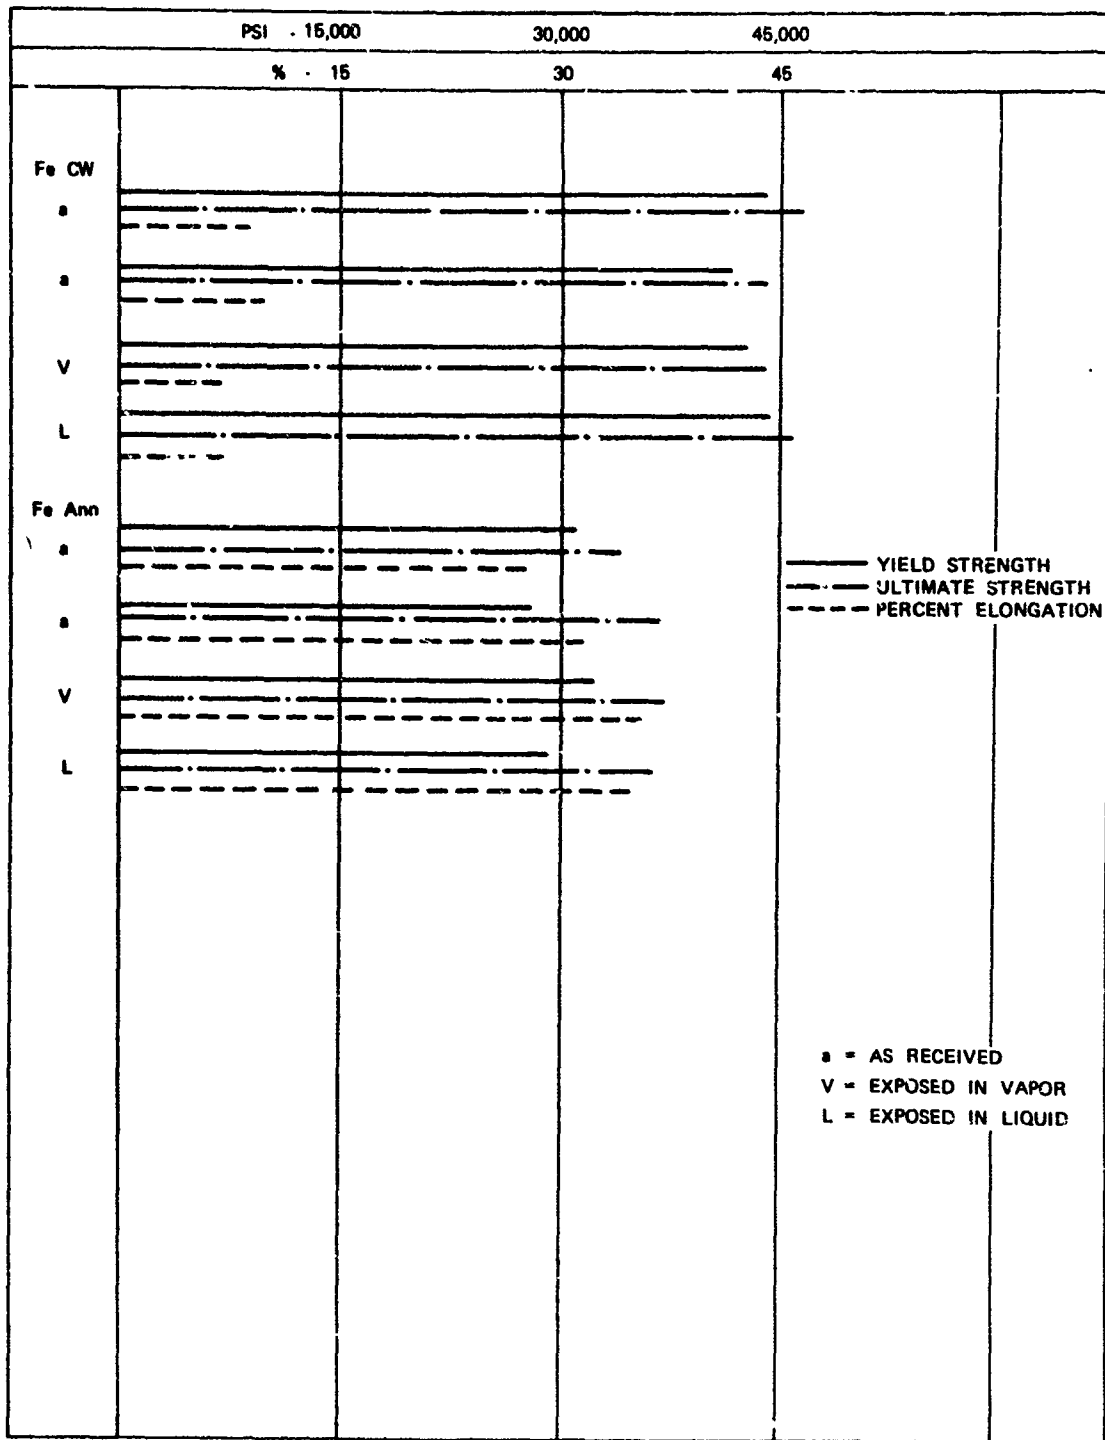 PSI · 15,000 30,000 45,000
% · 15 30 45
Fe CW
a
a
V
L
Fe Ann
a
a
V
L
YIELD STRENGTH
ULTIMATE STRENGTH
PERCENT ELONGATION
a = AS RECEIVED
V = EXPOSED IN VAPOR
L = EXPOSED IN LIQUID